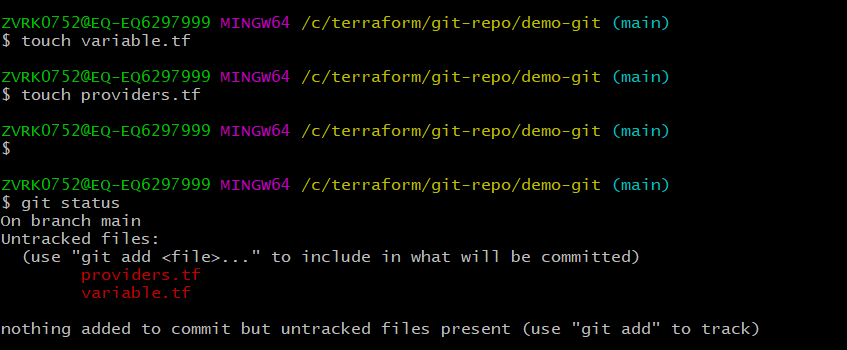 ZVRK0752@EQ-EQ6297999 MINGW64 /c/terraform/git-repo/demo-git (main)
$ touch variable.tf
ZVRK0752@EQ-EQ6297999 MINGW64 /c/terraform/git-repo/demo-git (main)
$ touch providers.tf
ZVRK0752@EQ-EQ6297999 MINGW64 /c/terraform/git-repo/demo-git (main)
$
ZVRK0752@EQ-EQ6297999 MINGW64 /c/terraform/git-repo/demo-git (main)
$ git status
On branch main
Untracked files:
  (use "git add <file>..." to include in what will be committed)
        providers.tf
        variable.tf
nothing added to commit but untracked files present (use "git add" to track)